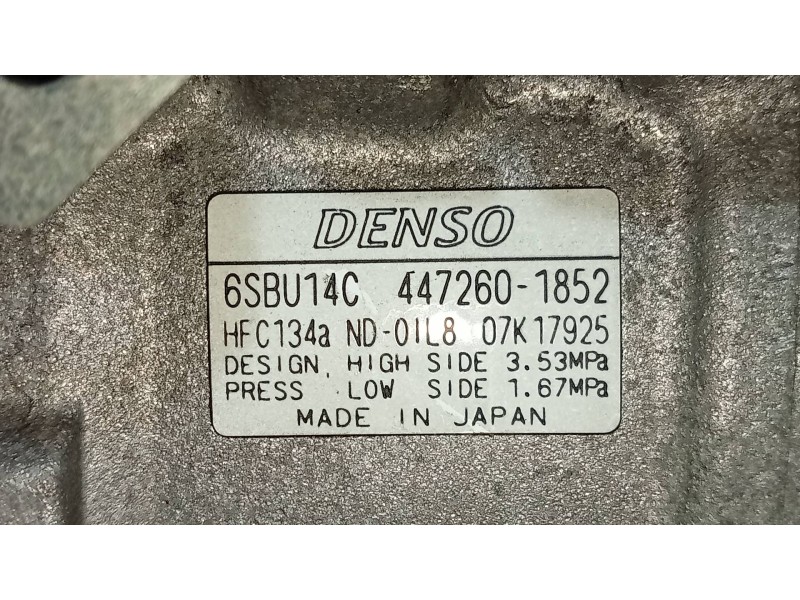 DENSO
6SBU14C 447260-1852
HFC134a ND-OIL8 07K17925
DESIGN, HIGH SIDE 3.53MPa
PRESS LOW SIDE 1.67MPa
MADE IN JAPAN